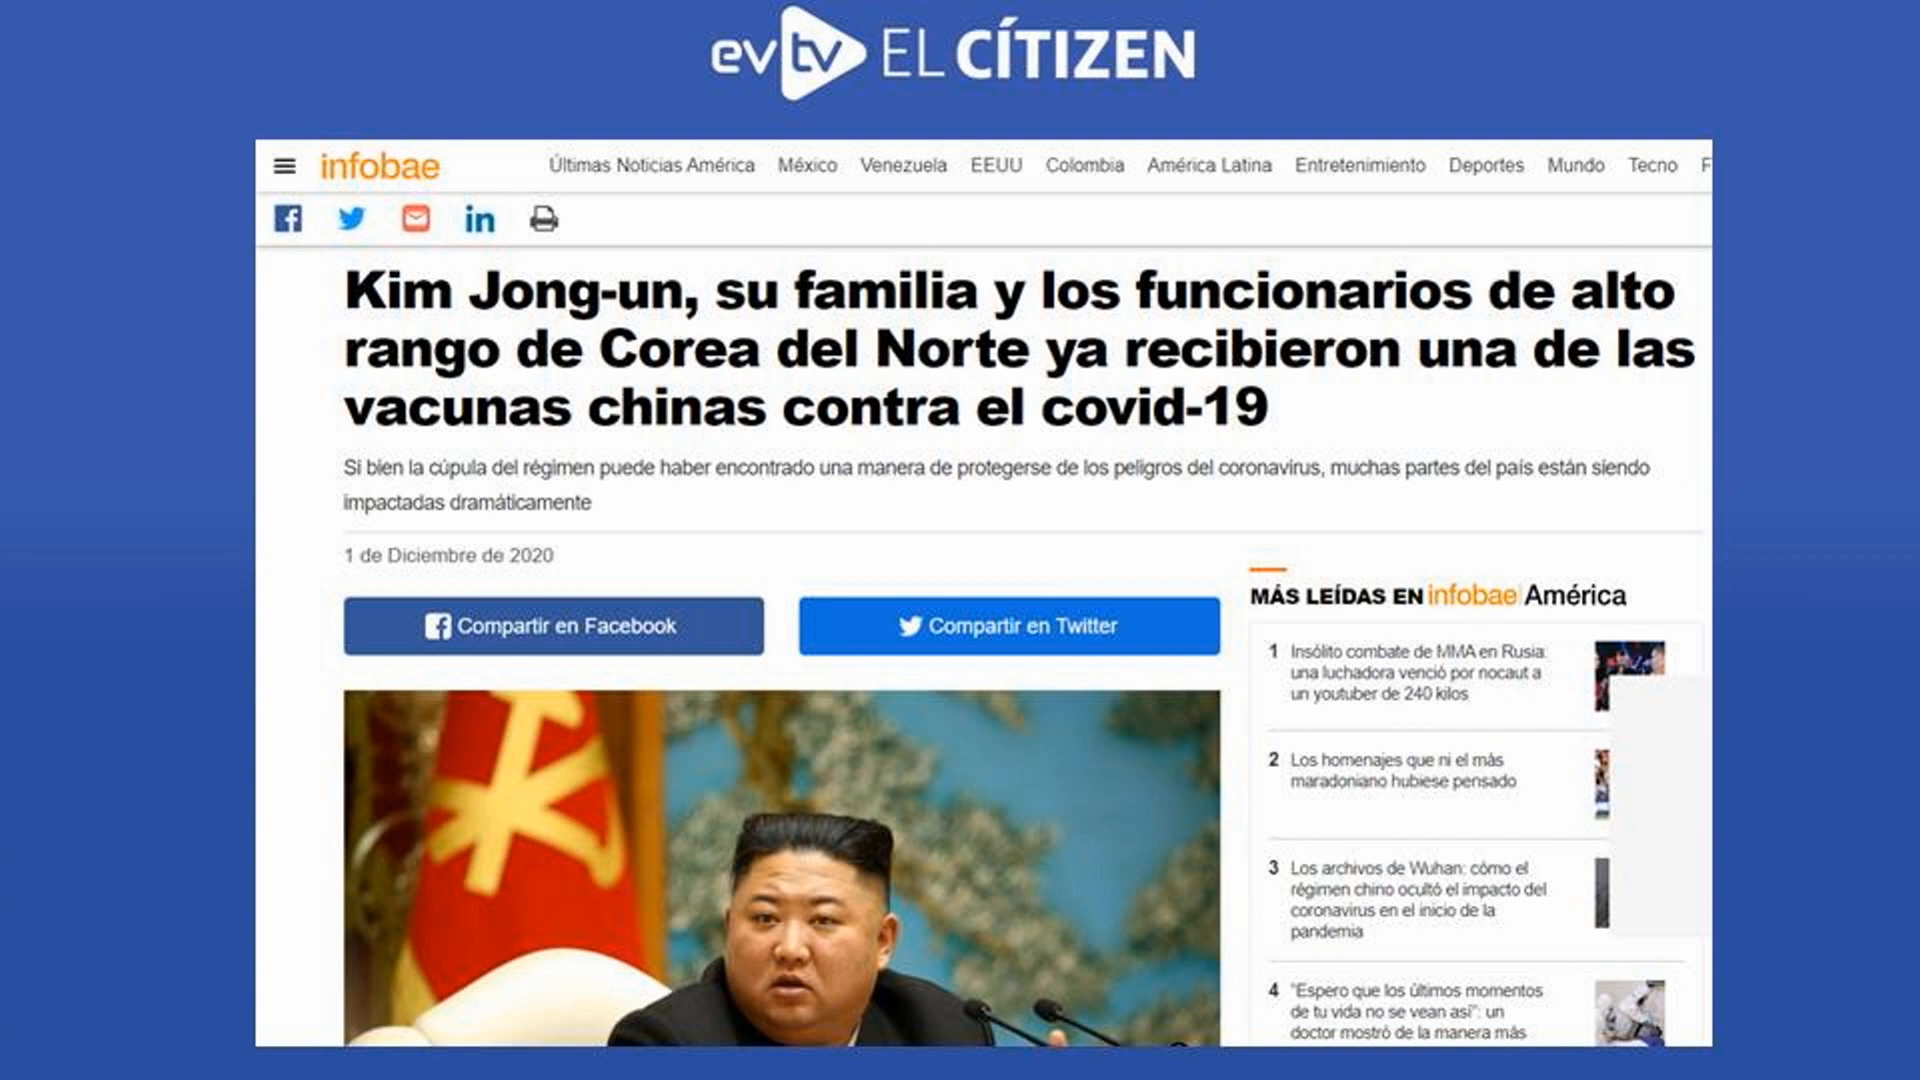 evtv EL CÍTIZEN
infobae
Últimas Noticias América México Venezuela EEUU Colombia América Latina Entretenimiento Deportes Mundo Tecno F
Kim Jong-un, su familia y los funcionarios de alto
rango de Corea del Norte ya recibieron una de las
vacunas chinas contra el covid-19
Si bien la cúpula del régimen puede haber encontrado una manera de protegerse de los peligros del coronavirus, muchas partes del país están siendo
impactadas dramáticamente
1 de Diciembre de 2020
Compartir en Facebook
Compartir en Twitter
MÁS LEÍDAS EN infobae América
1 Insólito combate de MMA en Rusia:
una luchadora venció por nocaut a
un youtuber de 240 kilos
2 Los homenajes que ni el más
maradoniano hubiese pensado
3 Los archivos de Wuhan: cómo el
régimen chino ocultó el impacto del
coronavirus en el inicio de la
pandemia
4 "Espero que los últimos momentos
de tu vida no se vean así": un
doctor mostró de la manera más